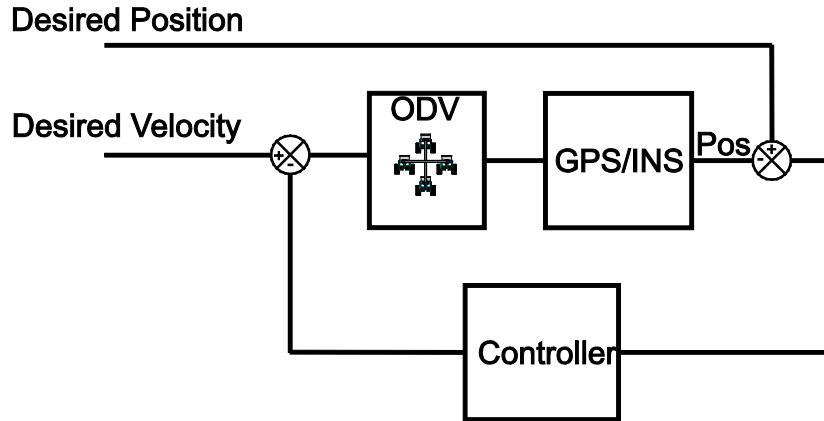 Desired Position
Desired Velocity
ODV
GPS/INS
Pos
+
-
+
-
Controller